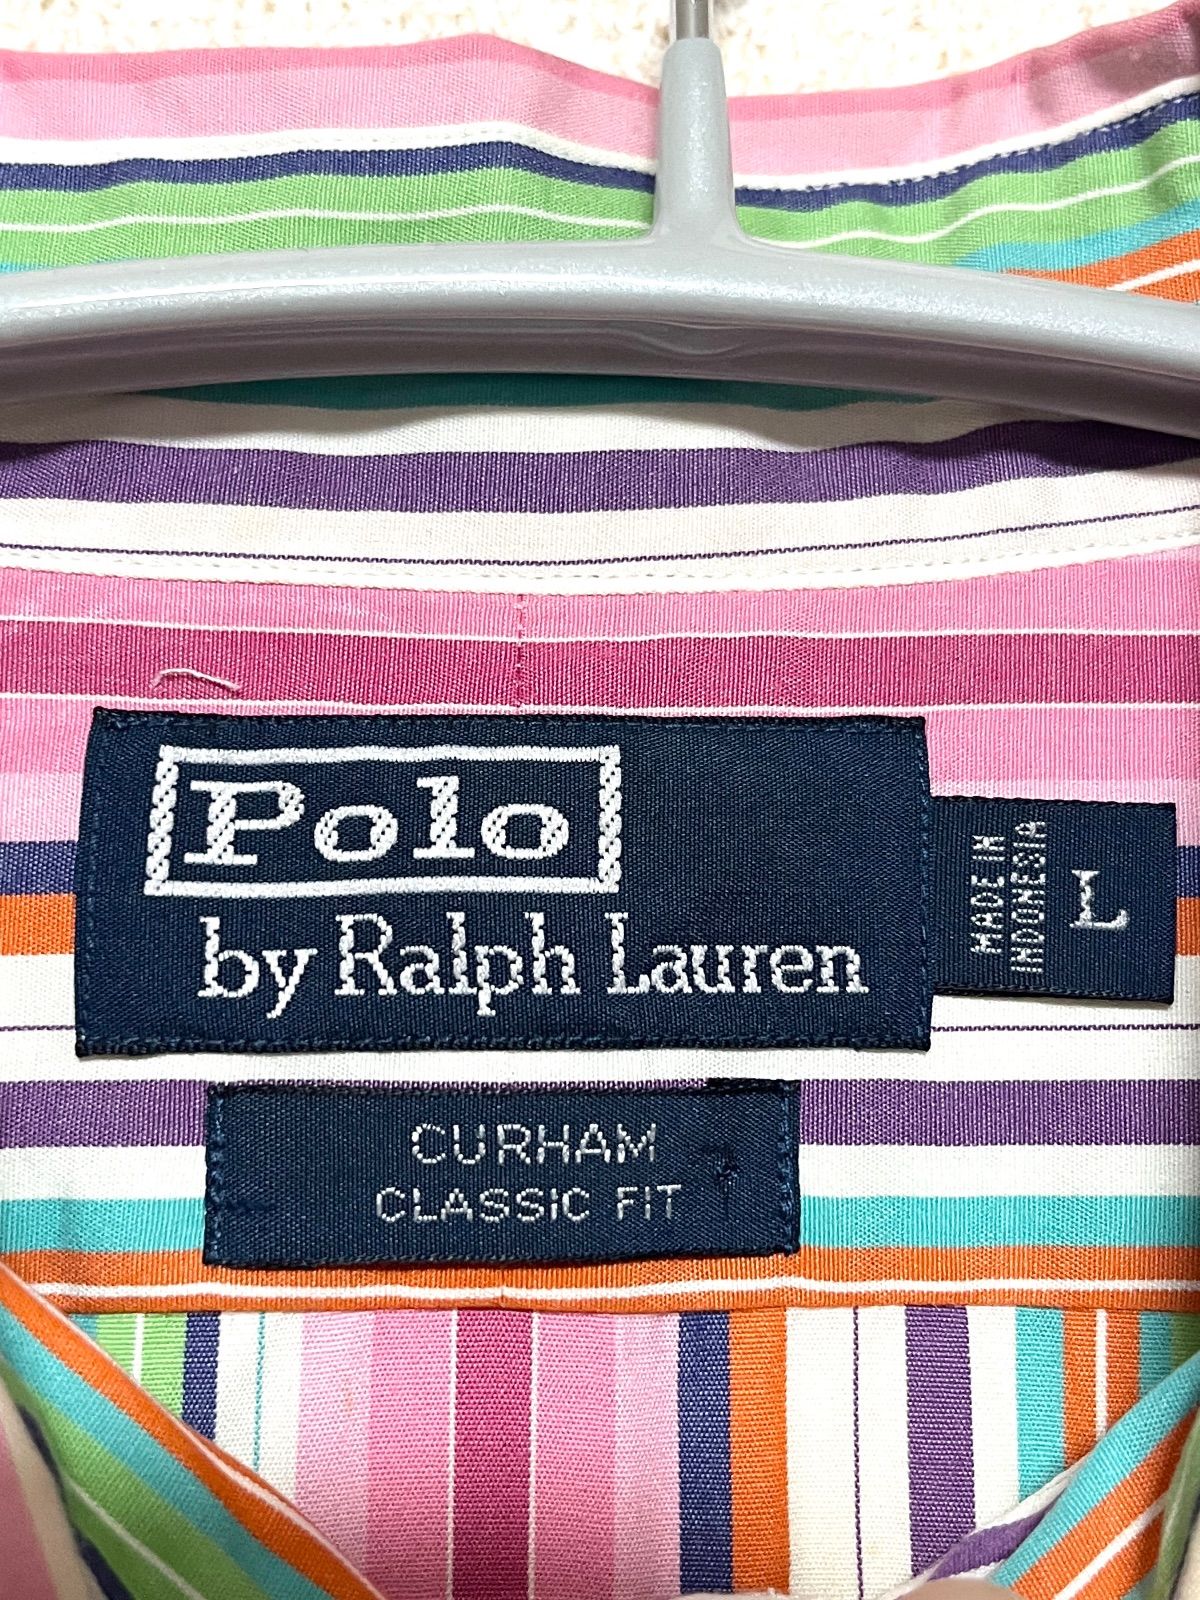 Polo
by Ralph Lauren
MADE IN
INDONESIA
L
CURHAM
CLASSIC FIT